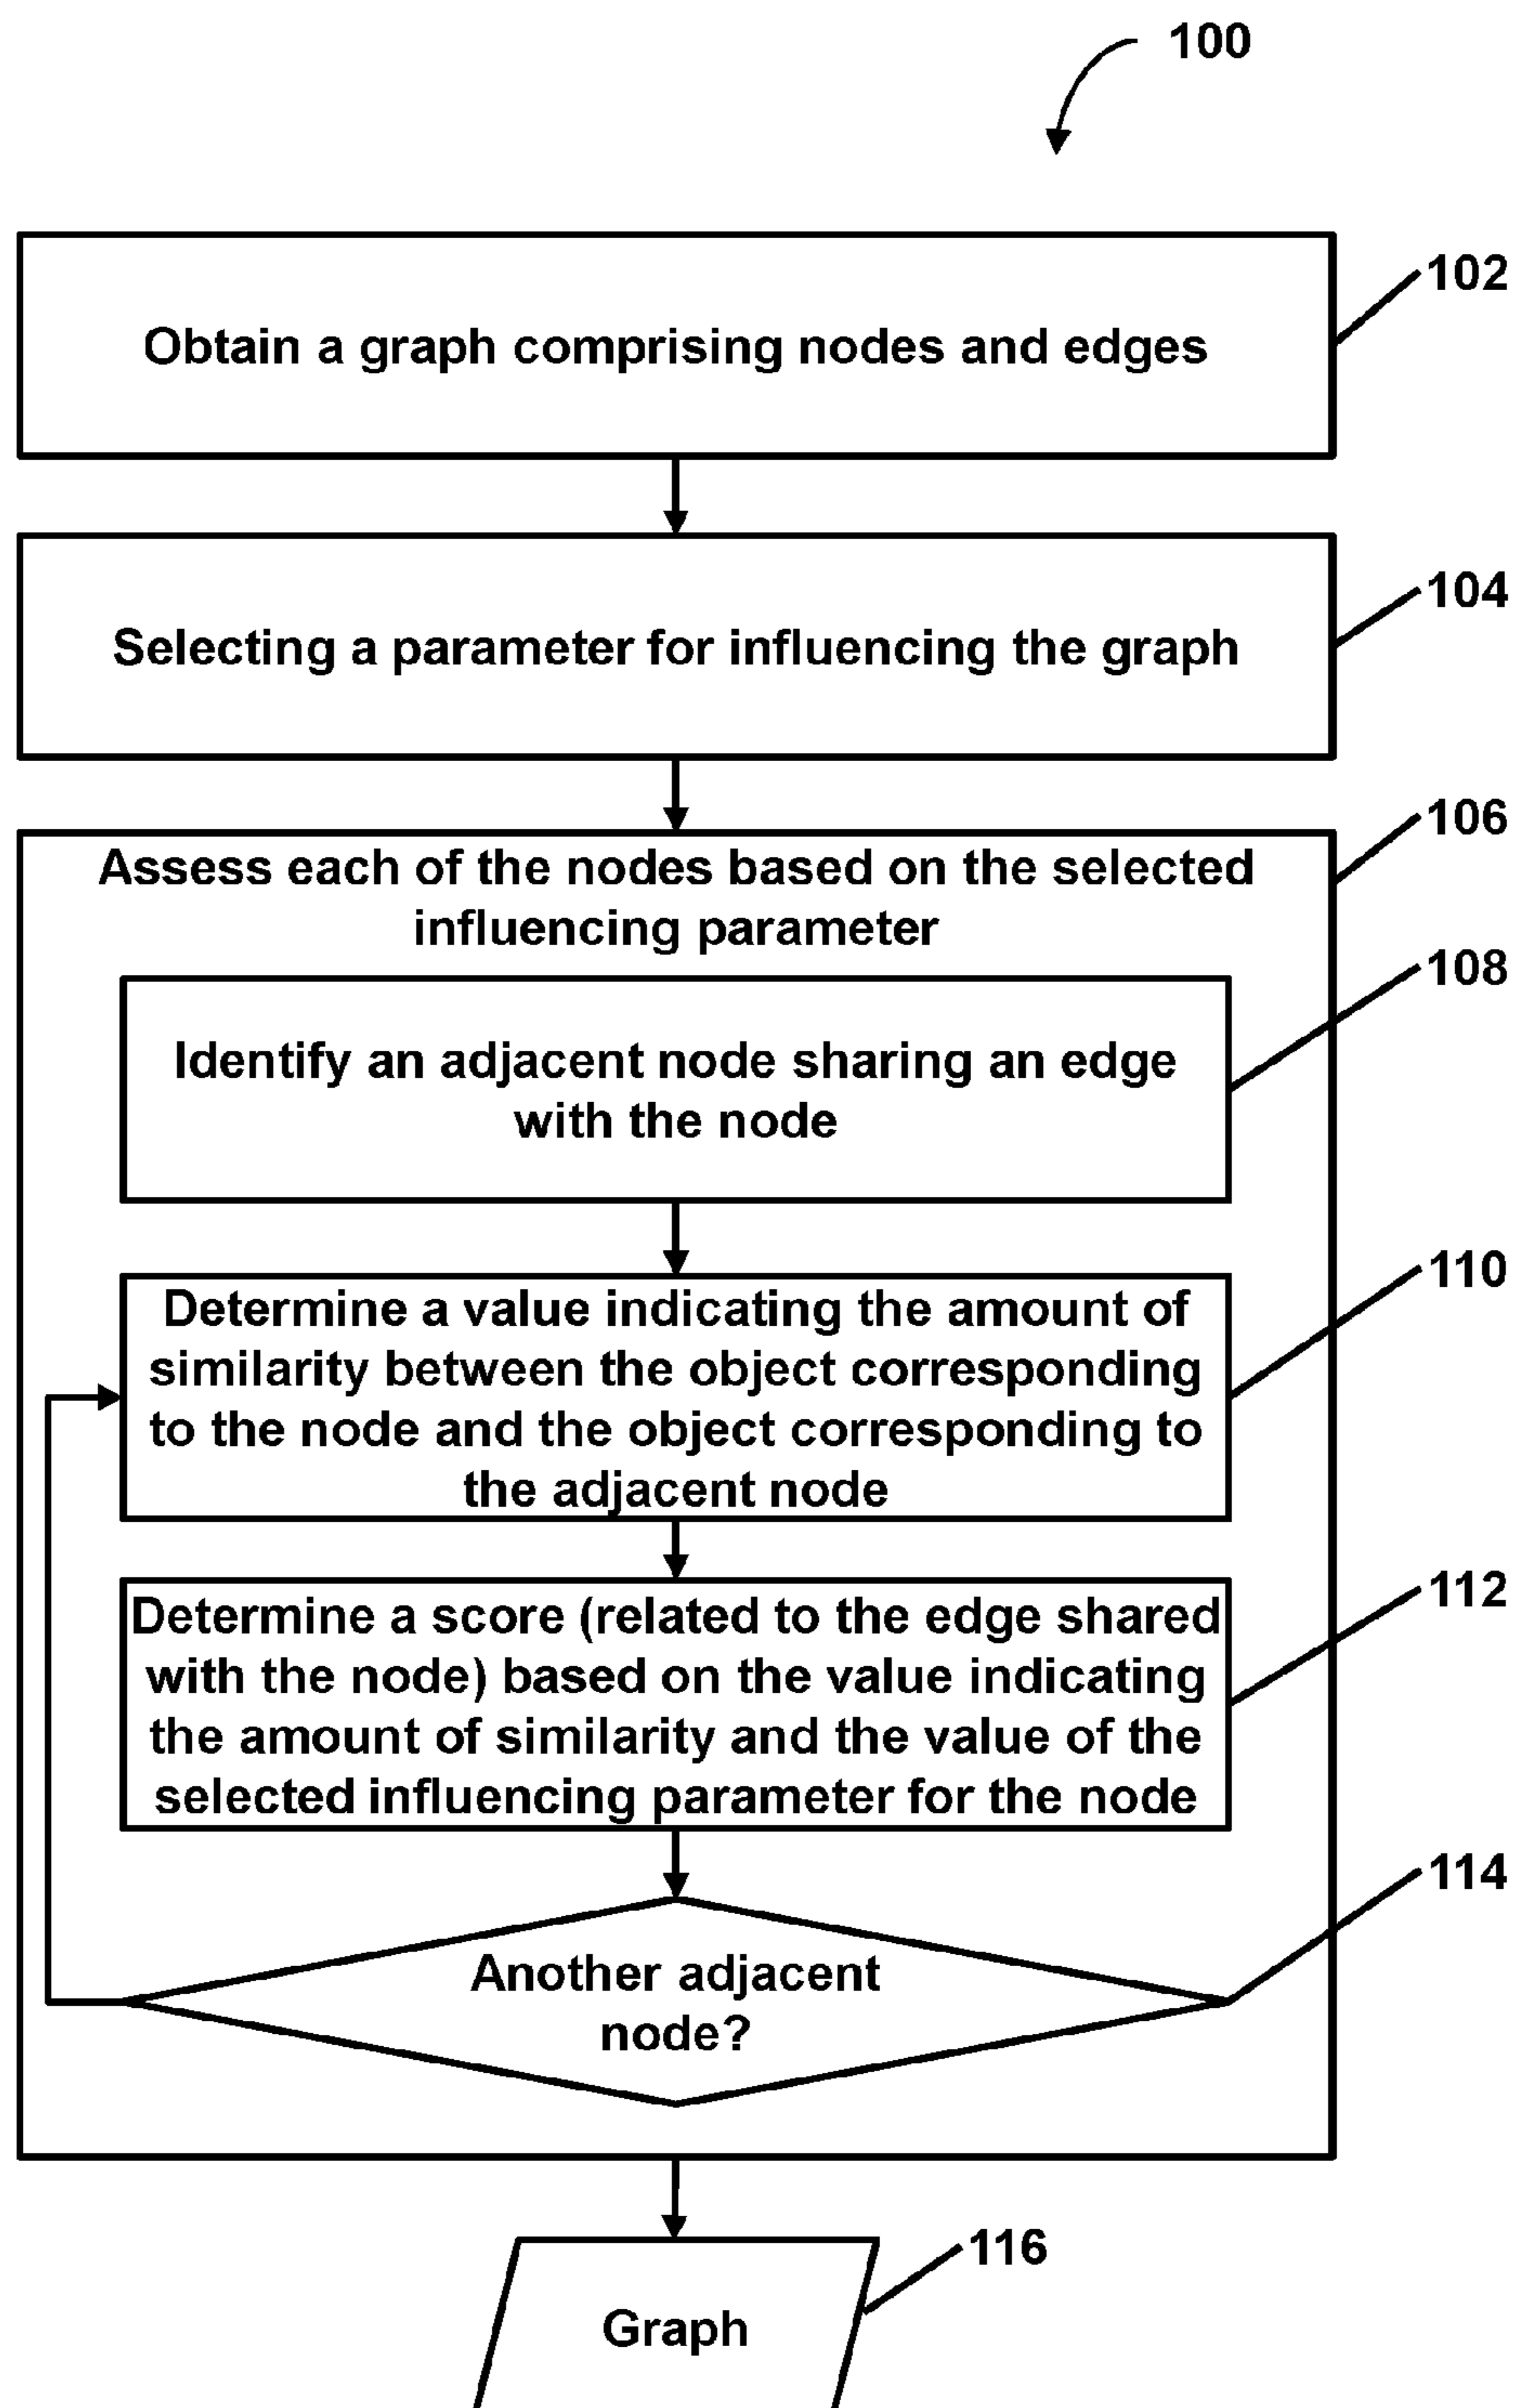 100
Obtain a graph comprising nodes and edges
102
Selecting a parameter for influencing the graph
104
106
Assess each of the nodes based on the selected
influencing parameter
108
Identify an adjacent node sharing an edge
with the node
110
Determine a value indicating the amount of
similarity between the object corresponding
to the node and the object corresponding to
the adjacent node
112
Determine a score (related to the edge shared
with the node) based on the value indicating
the amount of similarity and the value of the
selected influencing parameter for the node
114
Another adjacent
node?
116
Graph